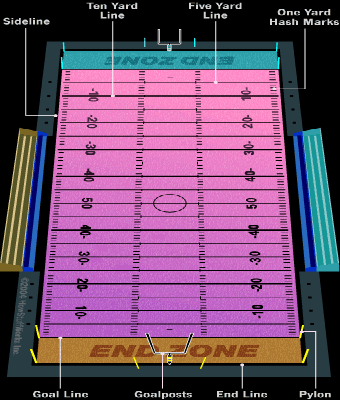 Ten Yard
Line
Five Yard
Line
One Yard
Hash Marks
Sideline
END ZONE
10 10
20 20
30 30
40 40
50 50
40 40
30 30
20 20
10 10
END ZONE
Goal Line
Goalposts
End Line
Pylon